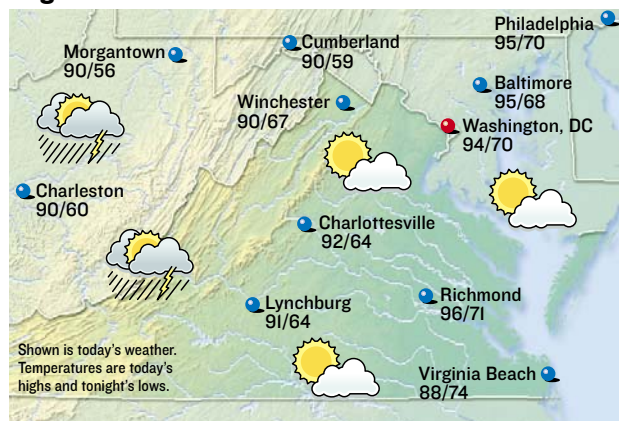 Philadelphia
95/70
Morgantown
90/56
Cumberland
90/59
Baltimore
95/68
Winchester
90/67
Washington, DC
94/70
Charleston
90/60
Charlottesville
92/64
Lynchburg
91/64
Richmond
96/71
Shown is today's weather.
Temperatures are today's
highs and tonight's lows.
Virginia Beach
88/74